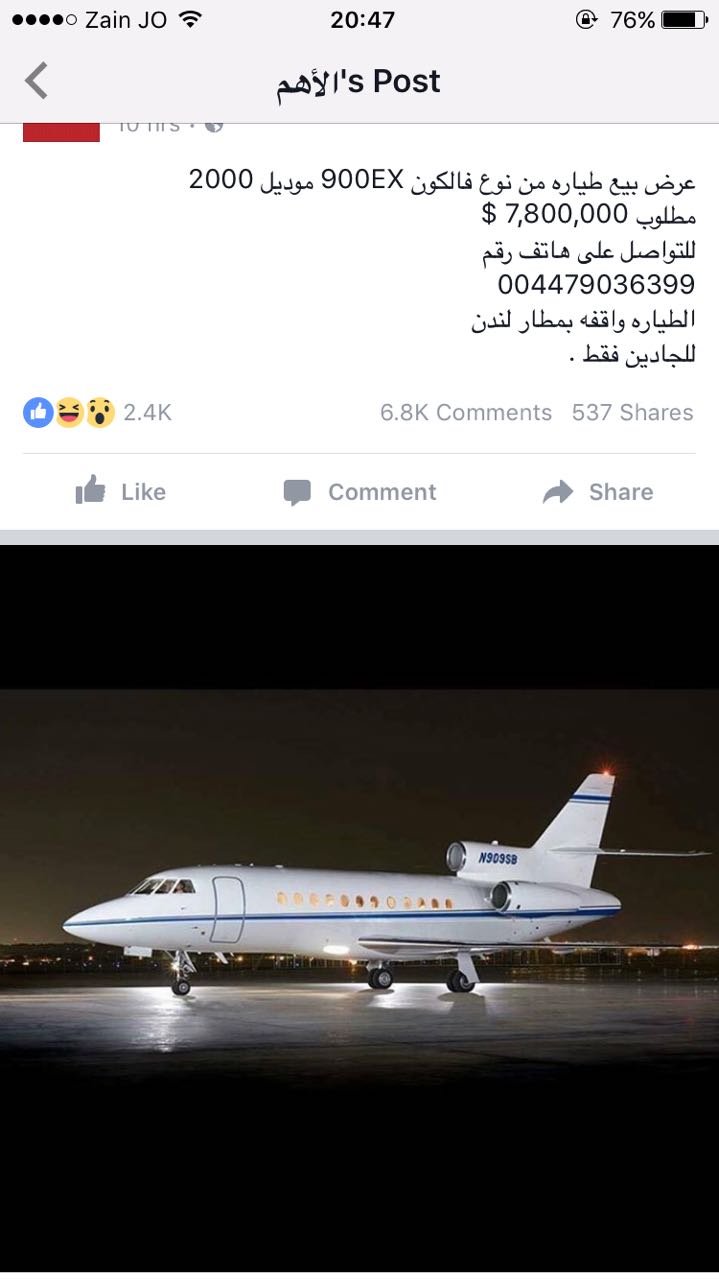 Zain JO
20:47
76%
الأهم's Post
10 hrs
عرض بيع طياره من نوع فالكون 900EX موديل 2000
مطلوب 7,800,000 $
للتواصل على هاتف رقم
004479036399
الطياره واقفه بمطار لندن
للجادين فقط .
2.4K
6.8K Comments 537 Shares
Like
Comment
Share
N909SB